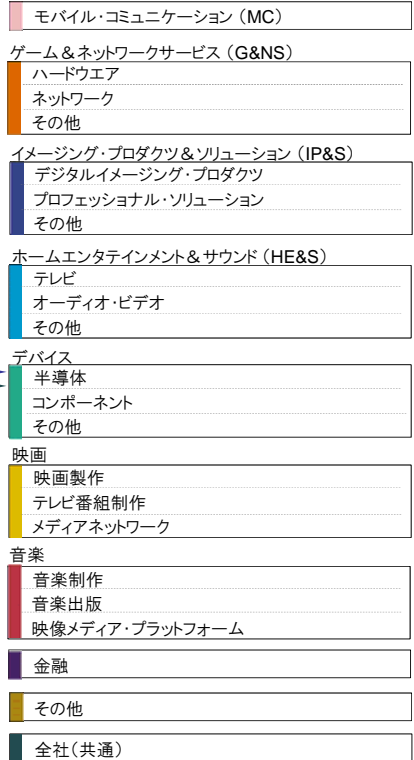 モバイル・コミュニケーション（MC）
ゲーム＆ネットワークサービス（G&NS）
ハードウエア
ネットワーク
その他
イメージング・プロダクツ＆ソリューション（IP&S）
デジタルイメージング・プロダクツ
プロフェッショナル・ソリューション
その他
ホームエンタテインメント＆サウンド（HE&S）
テレビ
オーディオ・ビデオ
その他
デバイス
半導体
コンポーネント
その他
映画
映画製作
テレビ番組制作
メディアネットワーク
音楽
音楽制作
音楽出版
映像メディア・プラットフォーム
金融
その他
全社（共通）